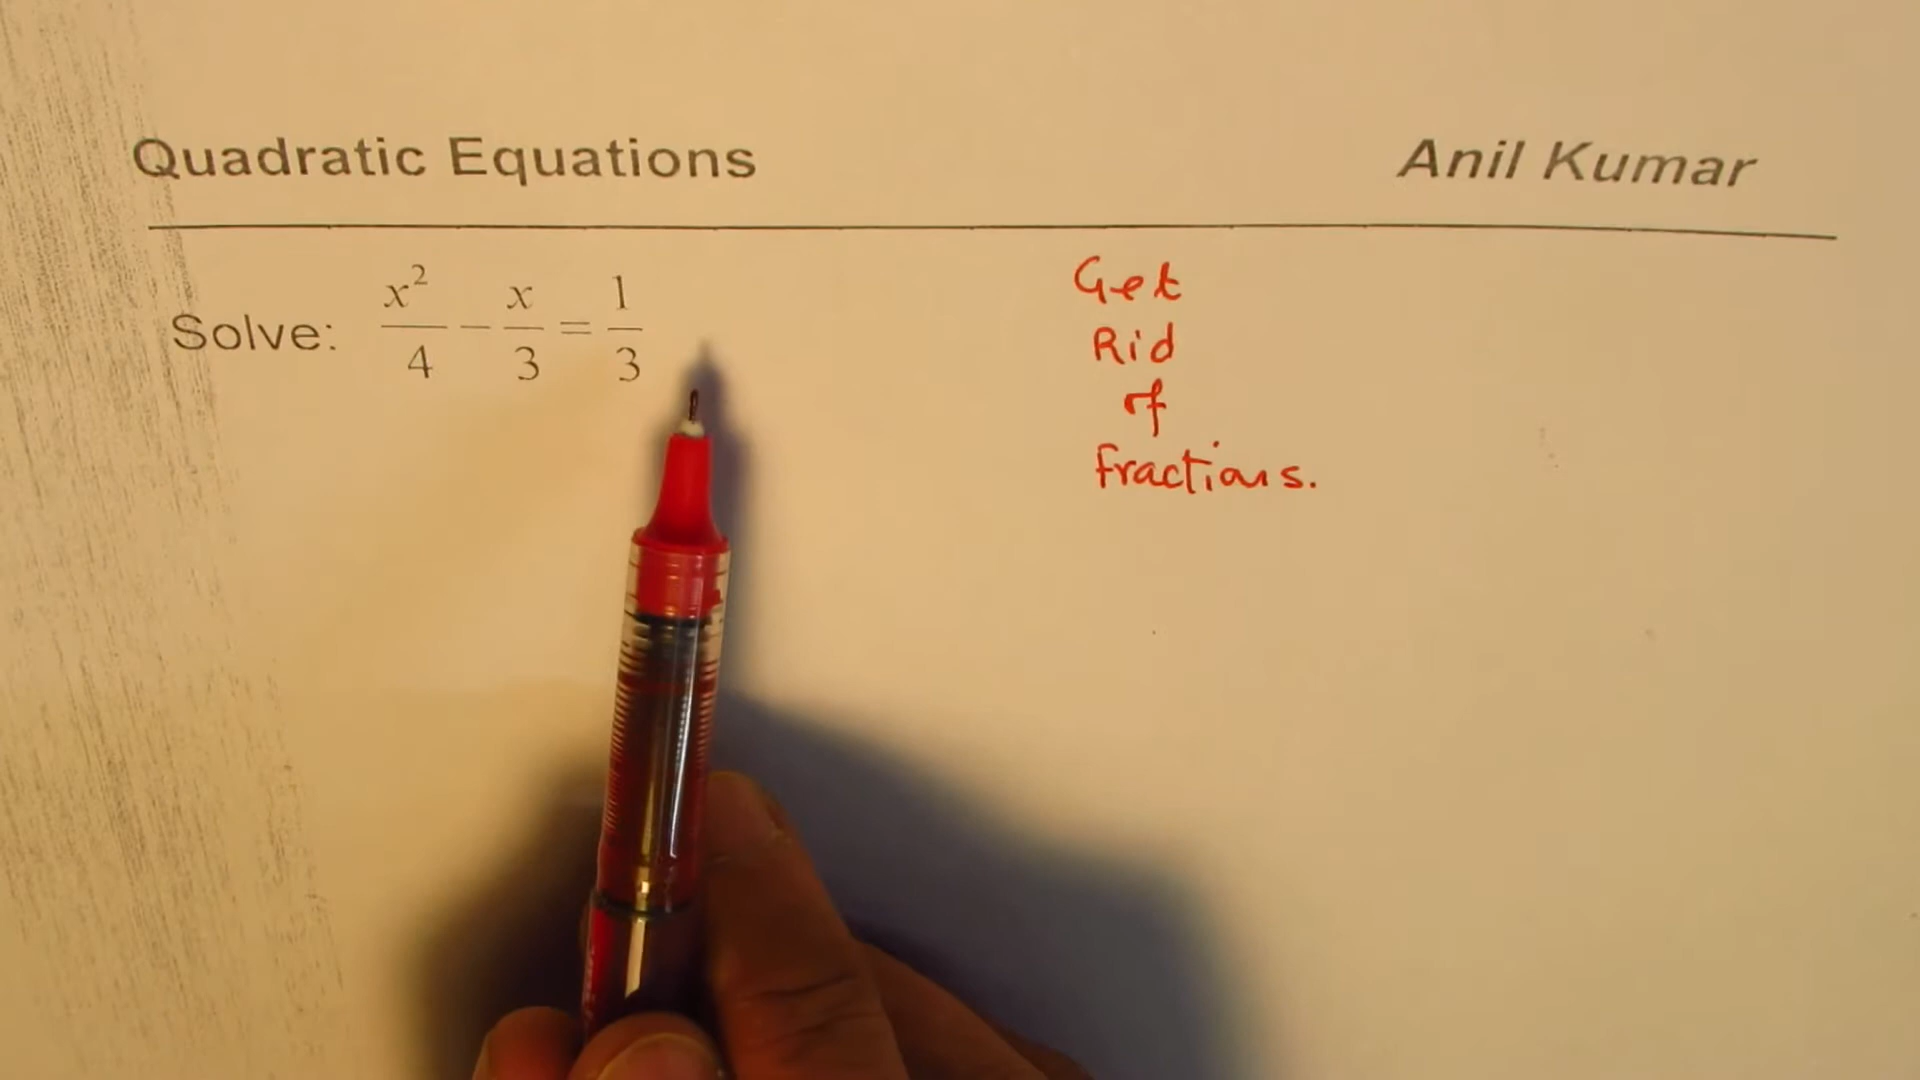 Quadratic Equations
Anil Kumar
Solve: x²/4 − x/3 = 1/3
Get
Rid
of
fractions.